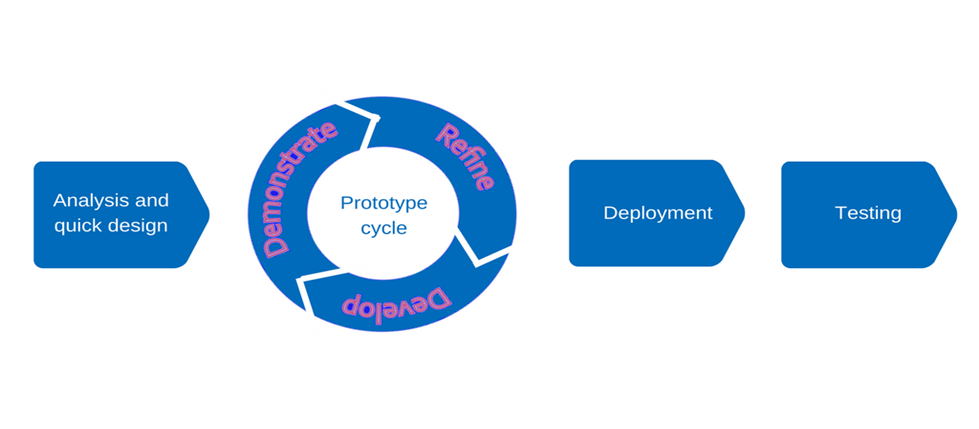 Analysis and
quick design
Demonstrate
Refine
Develop
Prototype
cycle
Deployment
Testing